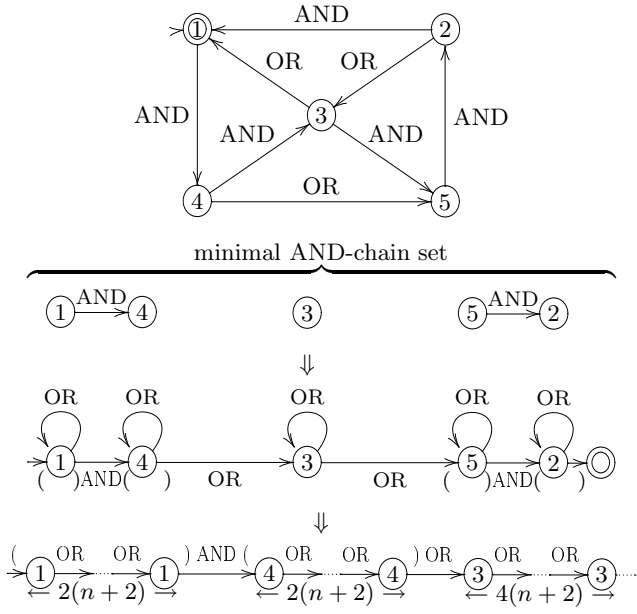 AND
1 2
OR OR
AND 3 AND
AND AND
4 OR 5
minimal AND-chain set
1 AND 4 3 5 AND 2
⇓
OR OR OR OR OR
1 4 3 5 2
( )AND( ) OR OR ( )AND( )
⇓
( OR OR ) AND ( OR OR ) OR OR OR
1 1 4 4 3 3
2(n+2) 2(n+2) 4(n+2)